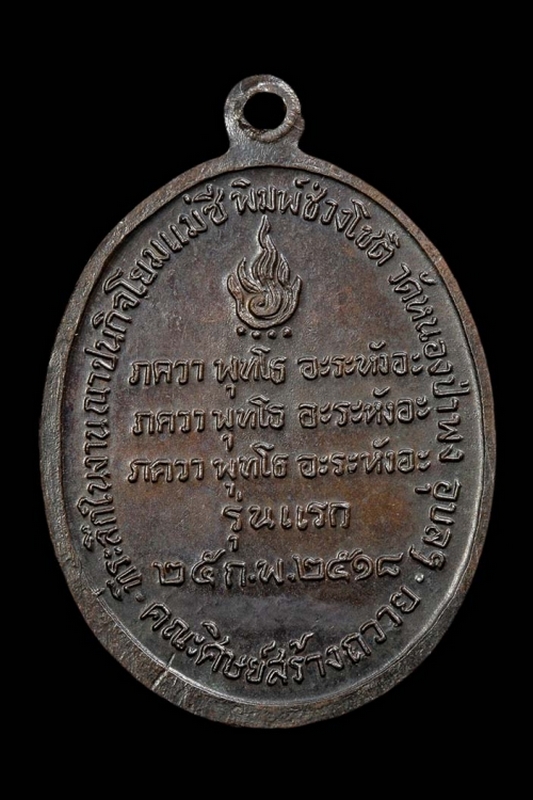 ที่ระลึกในงานฌาปนกิจโยมแม่ชี พิมพ์ช่วงโชติ วัดหนองป่าพง อุบลฯ
ภควา พุทโธ อะระหังอะ
ภควา พุทโธ อะระหังอะ
ภควา พุทโธ อะระหังอะ
รุ่นแรก
๒๕ ก.พ. ๒๕๑๘
• คณะศิษย์สร้างถวาย •